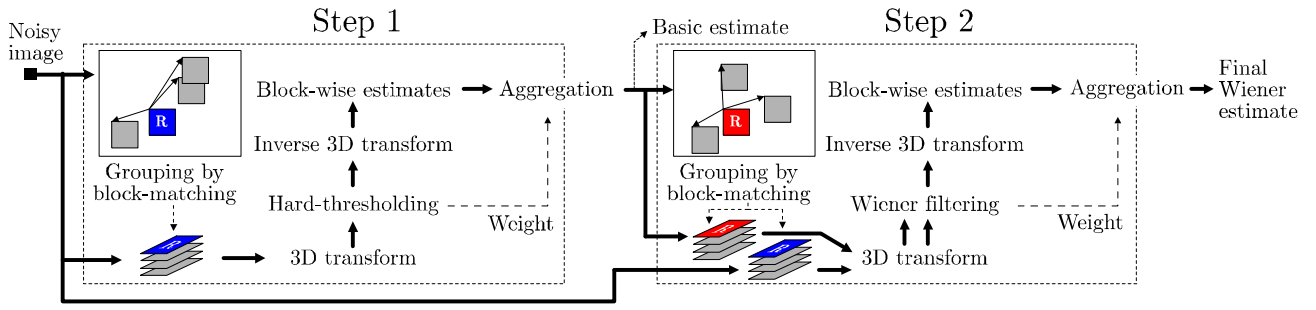 Step 1
Noisy
image
R
Grouping by
block-matching
R
3D transform
Hard-thresholding
Inverse 3D transform
Block-wise estimates
Aggregation
Weight
Basic estimate
Step 2
R
Grouping by
block-matching
R
R
3D transform
Wiener filtering
Inverse 3D transform
Block-wise estimates
Aggregation
Weight
Final
Wiener
estimate